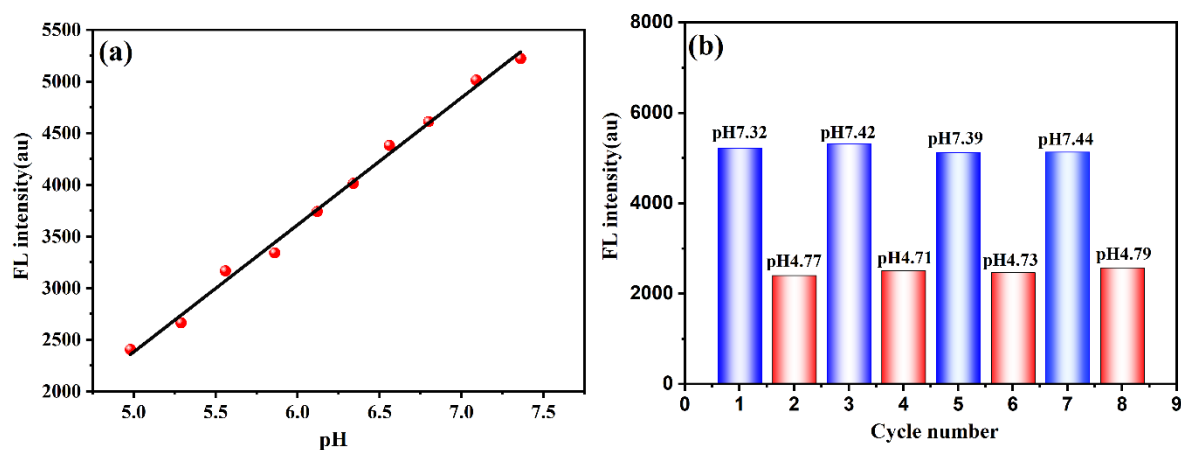 (a)
5500
5000
4500
4000
3500
3000
2500
2000
FL intensity(au)
5.0 5.5 6.0 6.5 7.0 7.5
pH
(b)
8000
6000
4000
2000
0
FL intensity(au)
pH7.32 pH7.42 pH7.39 pH7.44
pH4.77 pH4.71 pH4.73 pH4.79
0 1 2 3 4 5 6 7 8 9
Cycle number